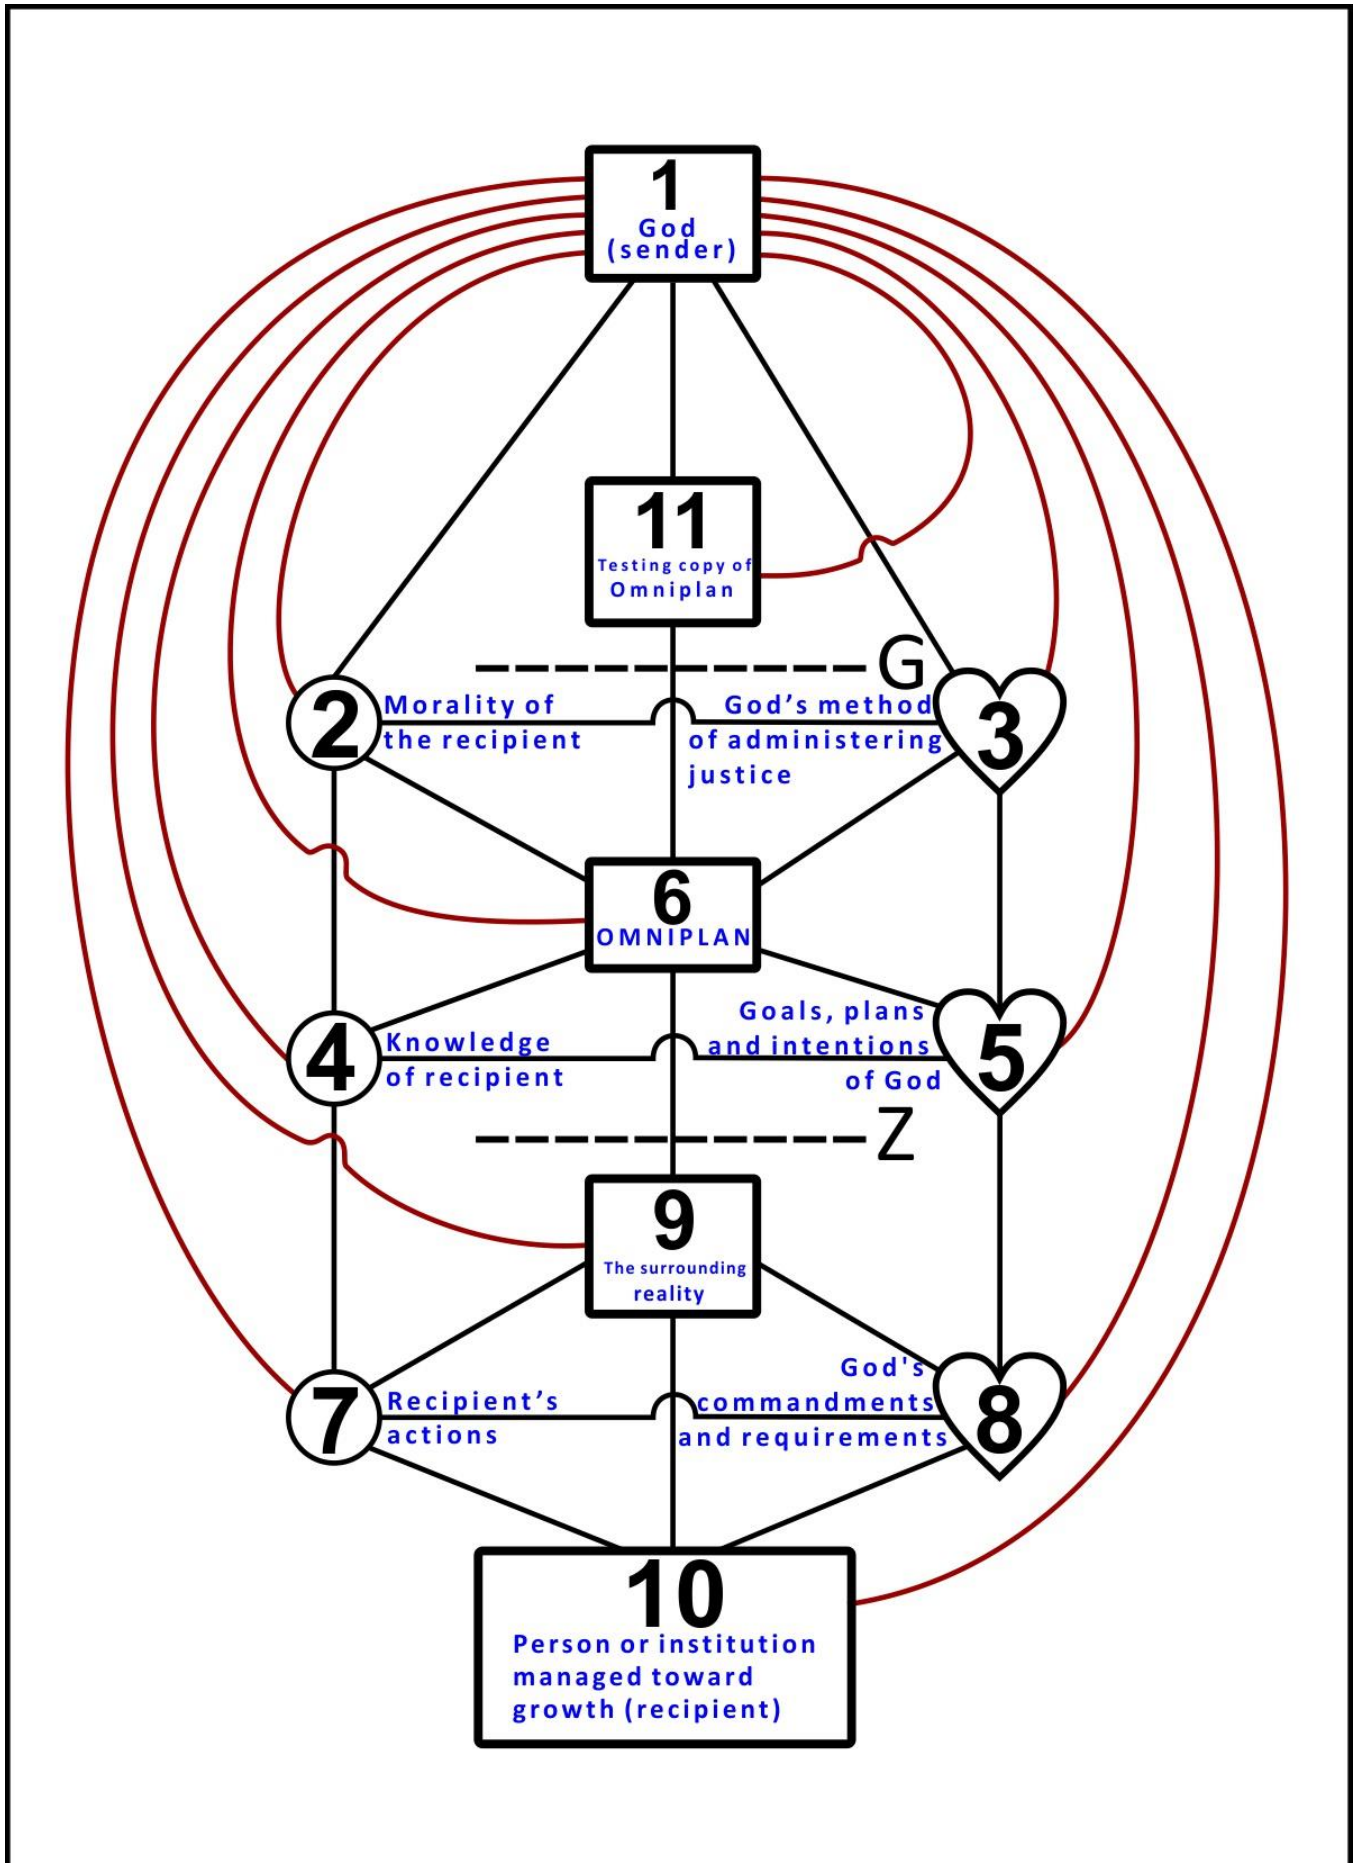 1
God
(sender)
11
Testing copy of
Omniplan
G
2
Morality of
the recipient
God's method
of administering
justice
3
6
OMNIPLAN
4
Knowledge
of recipient
Goals, plans
and intentions
of God
5
Z
9
The surrounding
reality
7
Recipient's
actions
God's
commandments
and requirements
8
10
Person or institution
managed toward
growth (recipient)